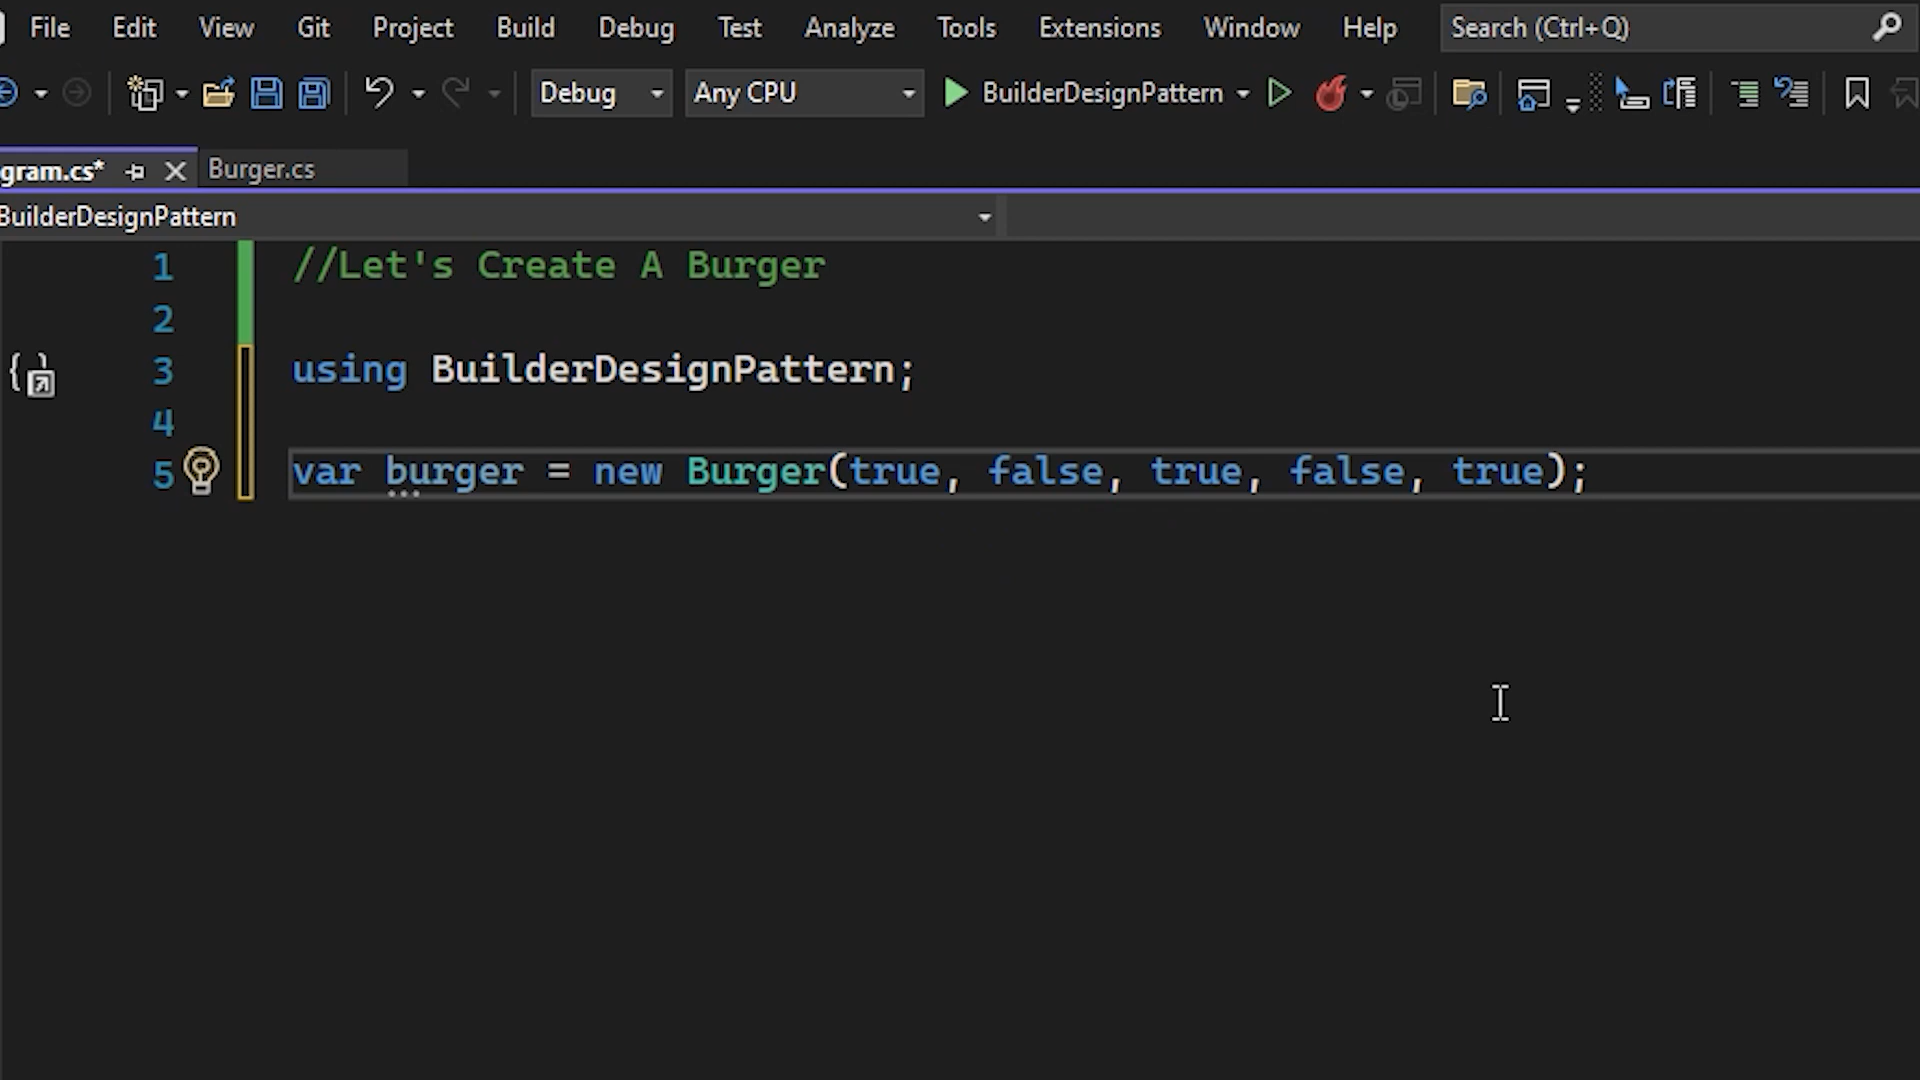 File Edit View Git Project Build Debug Test Analyze Tools Extensions Window Help Search (Ctrl+Q)
Debug Any CPU BuilderDesignPattern
gram.cs* Burger.cs
BuilderDesignPattern
1 //Let's Create A Burger
2
3 using BuilderDesignPattern;
4
5 var burger = new Burger(true, false, true, false, true);